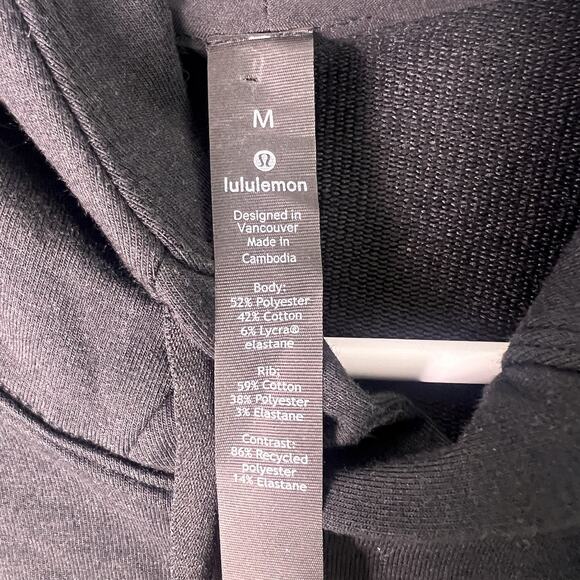 M
lululemon
Designed in
Vancouver
Made in
Cambodia
Body:
52% Polyester
42% Cotton
6% Lycra®
elastane
Rib:
59% Cotton
38% Polyester
3% Elastane
Contrast:
86% Recycled
polyester
14% Elastane